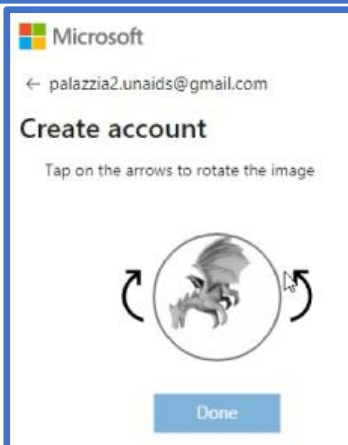 Microsoft
← palazzia2.unaids@gmail.com
Create account
Tap on the arrows to rotate the image
Done